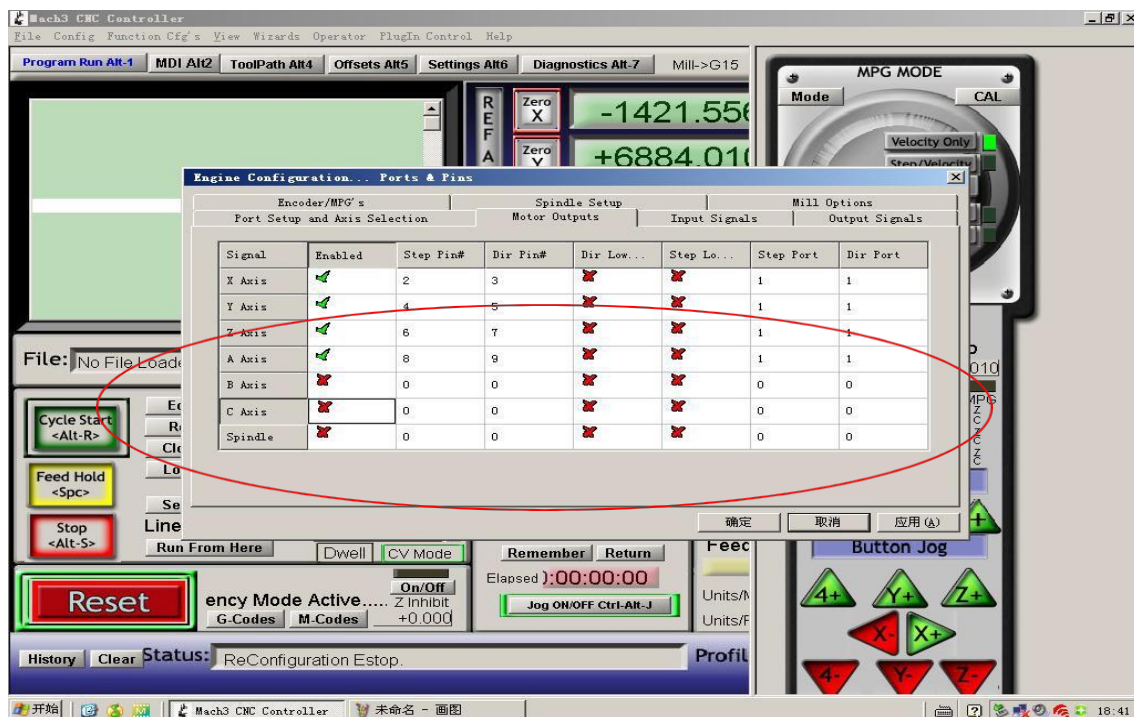 Mach3 CNC Controller
File Config Function Cfg's View Wizards Operator PlugIn Control Help
Program Run Alt-1 MDI Alt2 ToolPath Alt4 Offsets Alt5 Settings Alt6 Diagnostics Alt-7 Mill->G15
MPG MODE
Mode CAL
REFA
Zero X -1421.556
Zero Y +6884.010
Velocity Only
Step/Velocity
Engine Configuration... Ports & Pins
Encoder/MPG's Spindle Setup Mill Options
Port Setup and Axis Selection Motor Outputs Input Signals Output Signals
Signal Enabled Step Pin# Dir Pin# Dir Low... Step Lo... Step Port Dir Port
X Axis 2 3 1 1
Y Axis 4 5 1 1
Z Axis 6 7 1 1
A Axis 8 9 1 1
B Axis 0 0 0 0
C Axis 0 0 0 0
Spindle 0 0 0 0
确定 取消 应用(A)
File: No File Loade
010
MPG
Cycle Start
<Alt-R>
Feed Hold
<Spc>
Stop
<Alt-S>
Line
Run From Here
Dwell CV Mode
Remember Return
Feed
Button Jog
Elapsed ):00:00:00
Jog ON/OFF Ctrl-Alt-J
Reset
ency Mode Active.....
G-Codes M-Codes
On/Off
Z Inhibit
+0.000
Units/M
Units/F
4+ Y+ Z+
X- X+
4- Y- Z-
History Clear Status: ReConfiguration Estop.
Profil
开始 Mach3 CNC Controller 未命名 - 画图 18:41